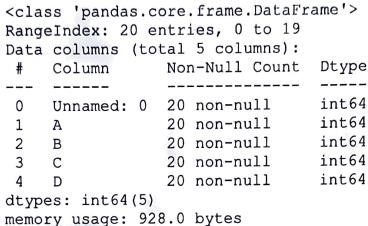 <class 'pandas.core.frame.DataFrame'>
RangeIndex: 20 entries, 0 to 19
Data columns (total 5 columns):
 #   Column      Non-Null Count  Dtype
---  ------      --------------  -----
 0   Unnamed: 0  20 non-null     int64
 1   A           20 non-null     int64
 2   B           20 non-null     int64
 3   C           20 non-null     int64
 4   D           20 non-null     int64
dtypes: int64(5)
memory usage: 928.0 bytes